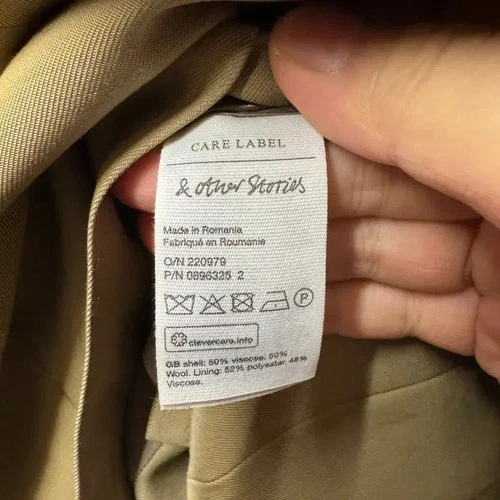 CARE LABEL
& other Stories
Made in Romania
Fabriqué en Roumanie
O/N 220979
P/N 0896325 2
P
clevercare.info
GB shell: 50% viscose. 50%
Wool. Lining: 52% polyester. 48%
Viscose.